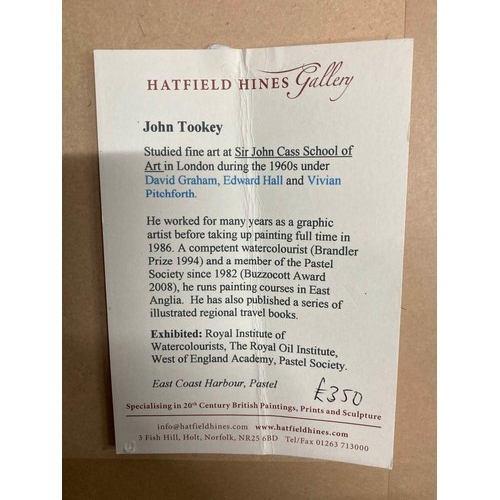 HATFIELD HINES Gallery
John Tookey
Studied fine art at Sir John Cass School of
Art in London during the 1960s under
David Graham, Edward Hall and Vivian
Pitchforth.
He worked for many years as a graphic
artist before taking up painting full time in
1986. A competent watercolourist (Brandler
Prize 1994) and a member of the Pastel
Society since 1982 (Buzzocott Award
2008), he runs painting courses in East
Anglia. He has also published a series of
illustrated regional travel books.
Exhibited: Royal Institute of
Watercolourists, The Royal Oil Institute,
West of England Academy, Pastel Society.
East Coast Harbour, Pastel
£350
Specialising in 20th Century British Paintings, Prints and Sculpture
info@hatfieldhines.com www.hatfieldhines.com
3 Fish Hill, Holt, Norfolk, NR25 6BD Tel/Fax 01263 713000